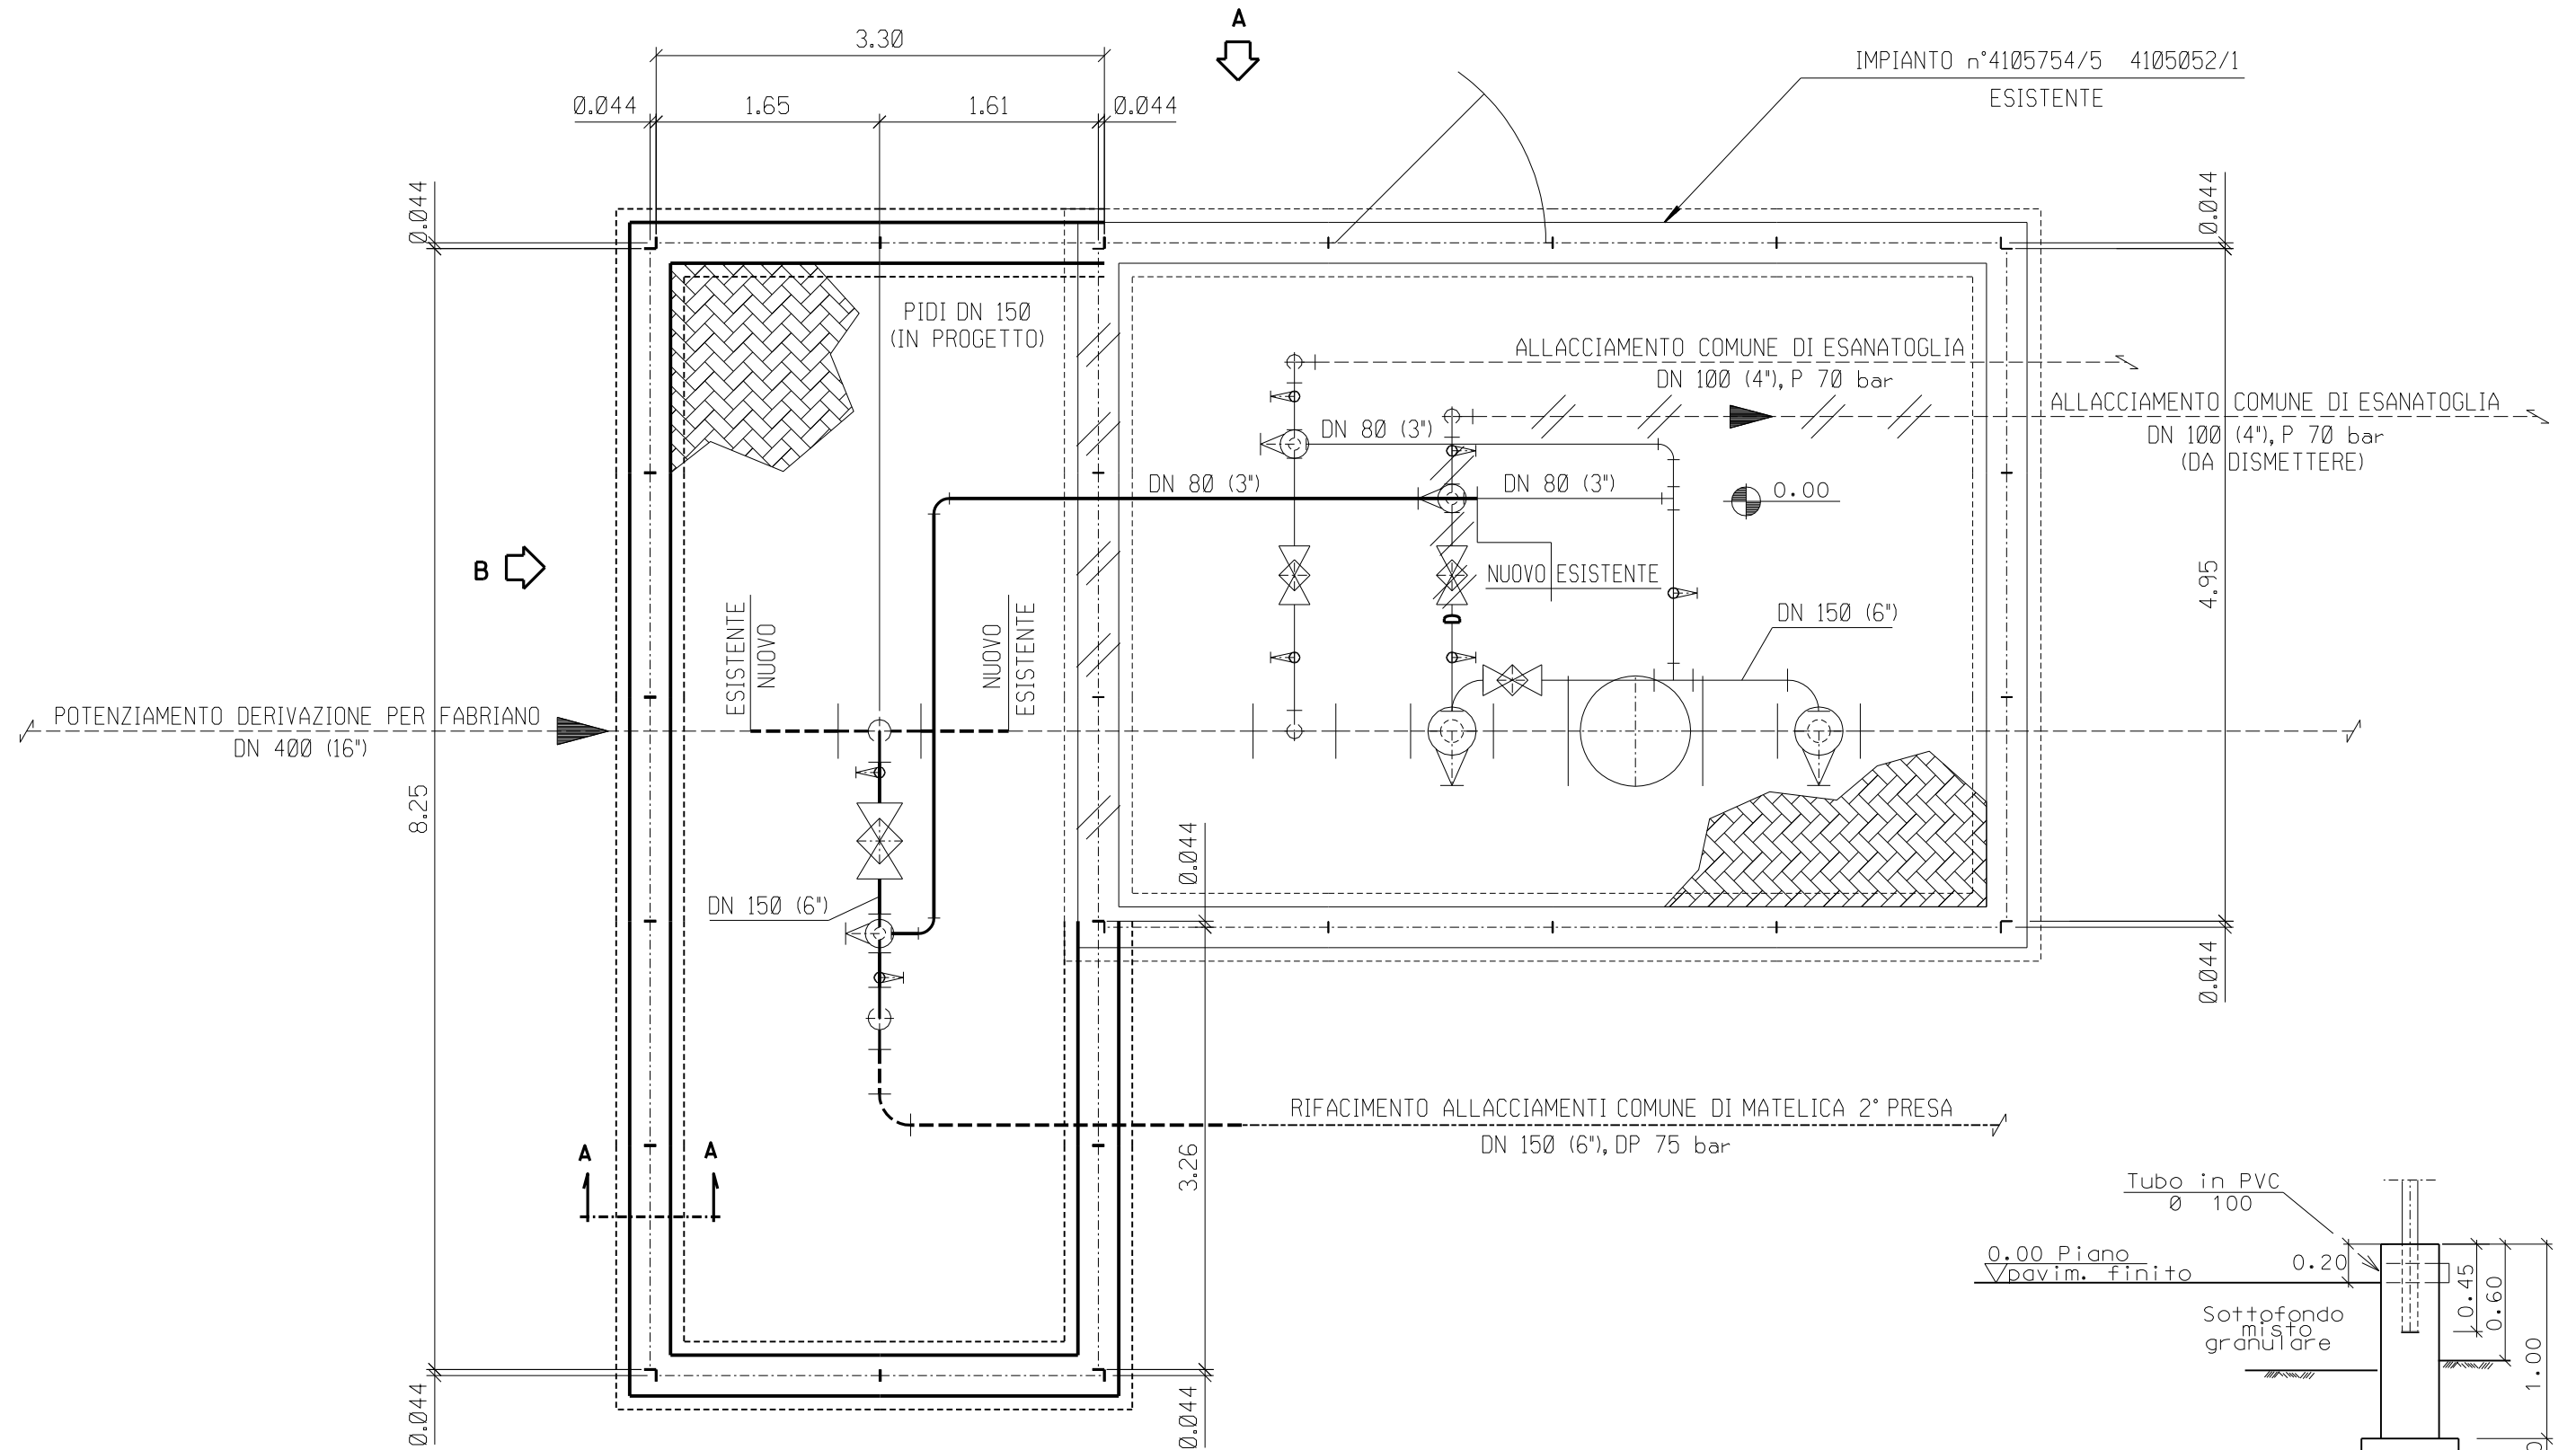 A
3.30
IMPIANTO n°4105754/5 4105052/1
ESISTENTE
0.044
1.65
1.61
0.044
0.044
0.044
PIDI DN 150
(IN PROGETTO)
ALLACCIAMENTO COMUNE DI ESANATOGLIA
DN 100 (4"), P 70 bar
ALLACCIAMENTO COMUNE DI ESANATOGLIA
DN 100 (4"), P 70 bar
(DA DISMETTERE)
DN 80 (3")
DN 80 (3")
DN 80 (3")
0.00
B
NUOVO
ESISTENTE
4.95
ESISTENTE
NUOVO
NUOVO
ESISTENTE
D
DN 150 (6")
POTENZIAMENTO DERIVAZIONE PER FABRIANO
DN 400 (16")
8.25
0.044
DN 150 (6")
0.044
RIFACIMENTO ALLACCIAMENTI COMUNE DI MATELICA 2° PRESA
DN 150 (6"), DP 75 bar
A
A
3.26
Tubo in PVC
Ø 100
0.00 Piano
pavim. finito
0.20
0.45
0.60
Sottofondo
misto
granulare
1.00
0.044
0.044